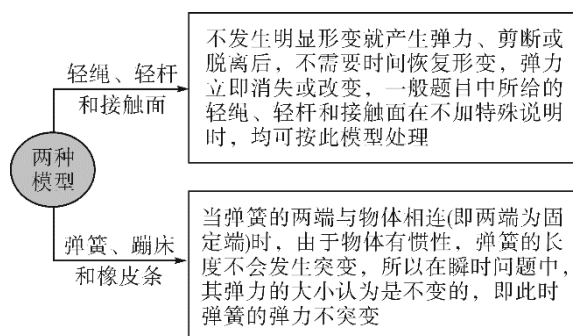 轻绳、轻杆
和接触面
不发生明显形变就产生弹力、剪断或
脱离后，不需要时间恢复形变，弹力
立即消失或改变，一般题目中所给的
轻绳、轻杆和接触面在不加特殊说明
时，均可按此模型处理
两种
模型
弹簧、蹦床
和橡皮条
当弹簧的两端与物体相连(即两端为固
定端)时，由于物体有惯性，弹簧的长
度不会发生突变，所以在瞬时问题中，
其弹力的大小认为是不变的，即此时
弹簧的弹力不突变